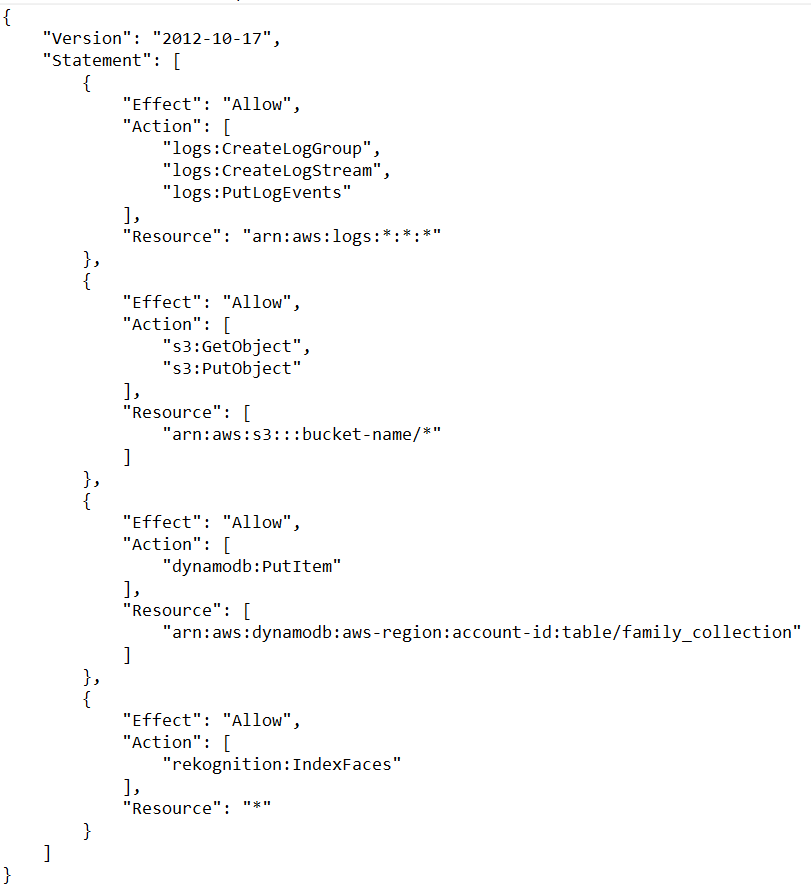 {
    "Version": "2012-10-17",
    "Statement": [
        {
            "Effect": "Allow",
            "Action": [
                "logs:CreateLogGroup",
                "logs:CreateLogStream",
                "logs:PutLogEvents"
            ],
            "Resource": "arn:aws:logs:*:*:*"
        },
        {
            "Effect": "Allow",
            "Action": [
                "s3:GetObject",
                "s3:PutObject"
            ],
            "Resource": [
                "arn:aws:s3:::bucket-name/*"
            ]
        },
        {
            "Effect": "Allow",
            "Action": [
                "dynamodb:PutItem"
            ],
            "Resource": [
                "arn:aws:dynamodb:aws-region:account-id:table/family_collection"
            ]
        },
        {
            "Effect": "Allow",
            "Action": [
                "rekognition:IndexFaces"
            ],
            "Resource": "*"
        }
    ]
}